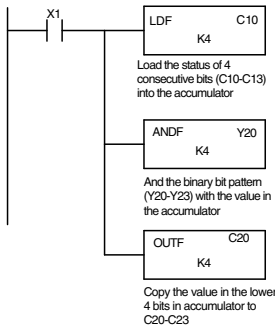 X1
LDF C10
K4
Load the status of 4
consecutive bits (C10-C13)
into the accumulator
ANDF Y20
K4
And the binary bit pattern
(Y20-Y23) with the value in
the accumulator
OUTF C20
K4
Copy the value in the lower
4 bits in accumulator to
C20-C23